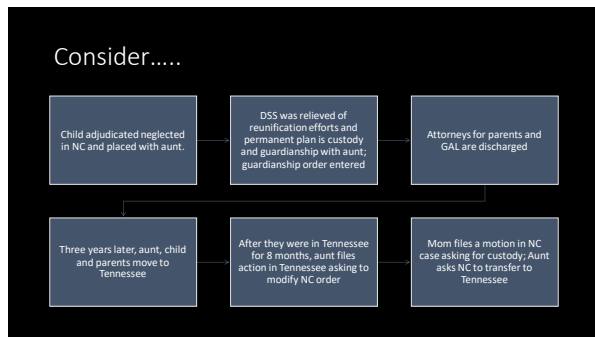 Consider.....
Child adjudicated neglected
in NC and placed with aunt.
DSS was relieved of
reunification efforts and
permanent plan is custody
and guardianship with aunt;
guardianship order entered
Attorneys for parents and
GAL are discharged
Three years later, aunt, child
and parents move to
Tennessee
After they were in Tennessee
for 8 months, aunt files
action in Tennessee asking to
modify NC order
Mom files a motion in NC
case asking for custody; Aunt
asks NC to transfer to
Tennessee